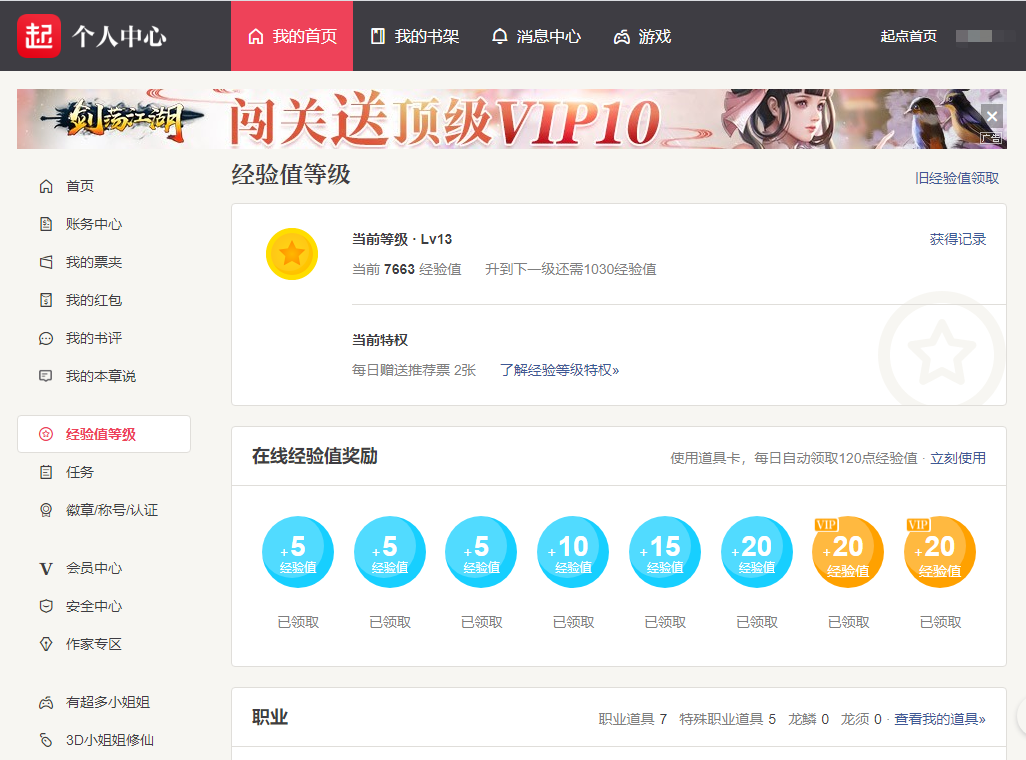 起 个人中心
我的首页 我的书架 消息中心 游戏 起点首页
剑荡江湖 闯关送顶级VIP10
广告
首页
账务中心
我的票夹
我的红包
我的书评
我的本章说
经验值等级
任务
徽章/称号/认证
V 会员中心
安全中心
作家专区
有超多小姐姐
3D小姐姐修仙
经验值等级 旧经验值领取
当前等级 · Lv13 获得记录
当前 7663 经验值 升到下一级还需1030经验值
当前特权
每日赠送推荐票 2张 了解经验等级特权»
在线经验值奖励 使用道具卡，每日自动领取120点经验值 · 立刻使用
VIP VIP
+5 +5 +5 +10 +15 +20 +20 +20
经验值 经验值 经验值 经验值 经验值 经验值 经验值 经验值
已领取 已领取 已领取 已领取 已领取 已领取 已领取 已领取
职业 职业道具 7 特殊职业道具 5 龙鳞 0 龙须 0 · 查看我的道具»